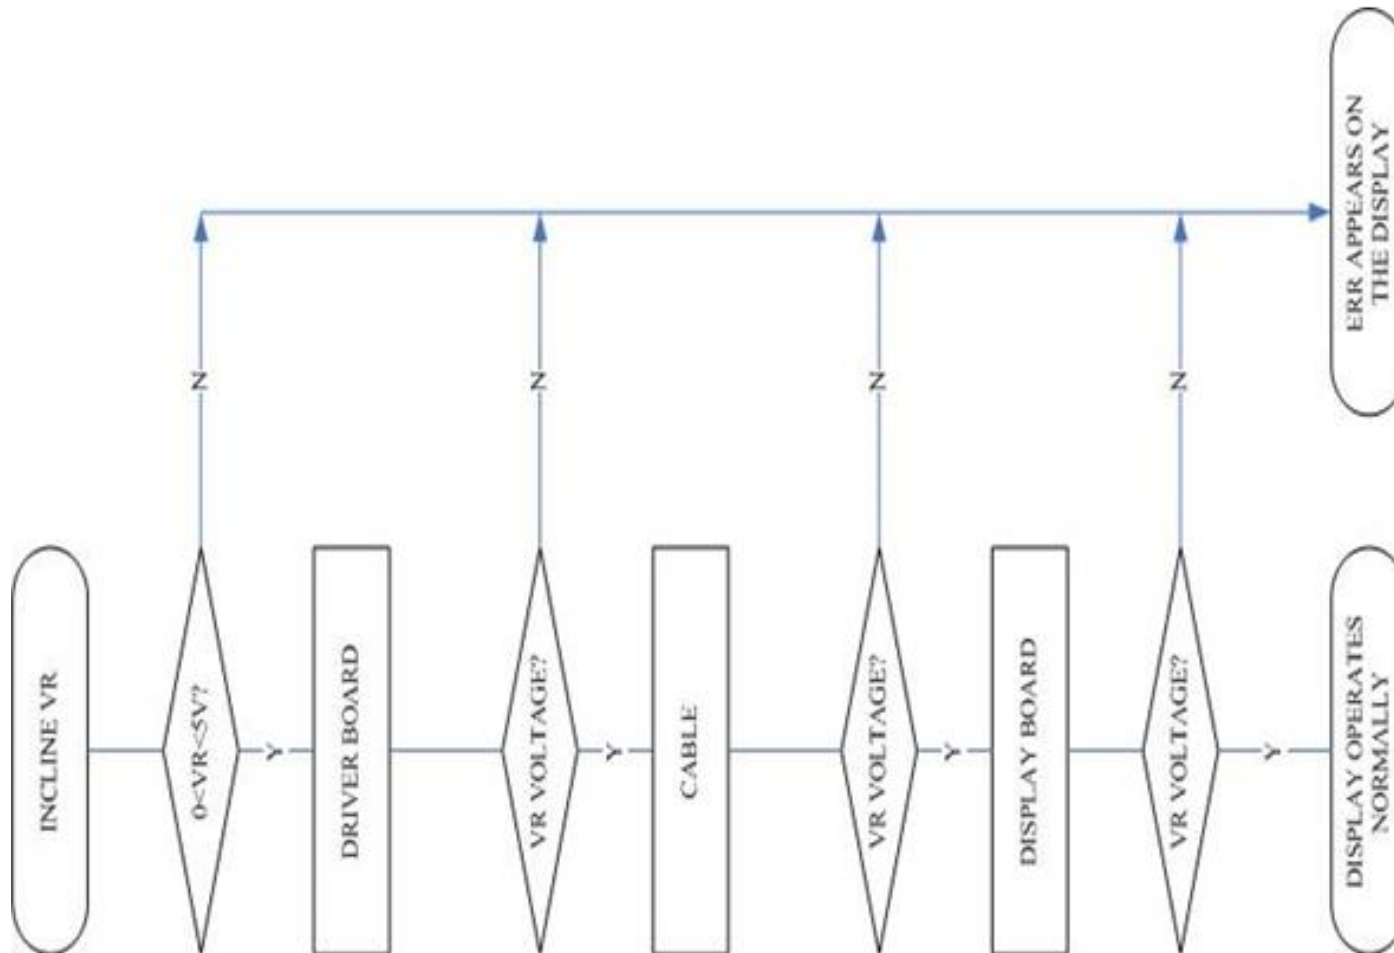 INCLINE VR
0<VR<5V?
N
Y
DRIVER BOARD
VR VOLTAGE?
N
Y
CABLE
VR VOLTAGE?
N
Y
DISPLAY BOARD
VR VOLTAGE?
N
Y
DISPLAY OPERATES
NORMALLY
ERR APPEARS ON
THE DISPLAY